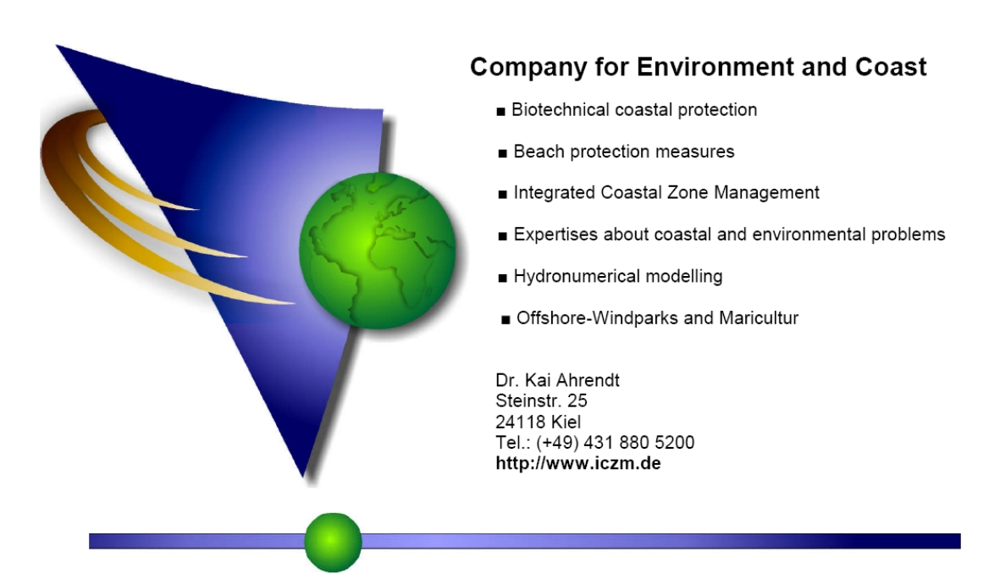 Company for Environment and Coast
■ Biotechnical coastal protection
■ Beach protection measures
■ Integrated Coastal Zone Management
■ Expertises about coastal and environmental problems
■ Hydronumerical modelling
■ Offshore-Windparks and Maricultur
Dr. Kai Ahrendt
Steinstr. 25
24118 Kiel
Tel.: (+49) 431 880 5200
http://www.iczm.de